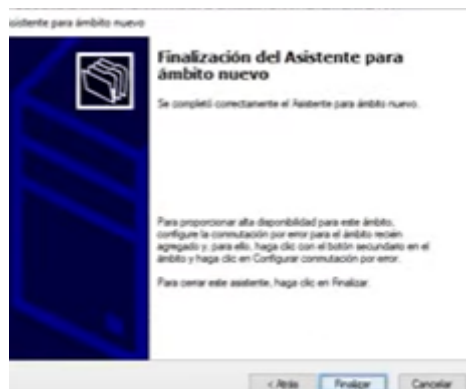 sistente para ámbito nuevo
Finalización del Asistente para
ámbito nuevo
Se completó correctamente el Asistente para ámbito nuevo.
Para proporcionar alta disponibilidad para este ámbito,
configure la conmutación por error para el ámbito recién
agregado y, para ello, haga clic con el botón secundario en el
ámbito y haga clic en Configurar conmutación por error.
Para cerrar este asistente, haga clic en Finalizar.
< Atrás Finalizar Cancelar